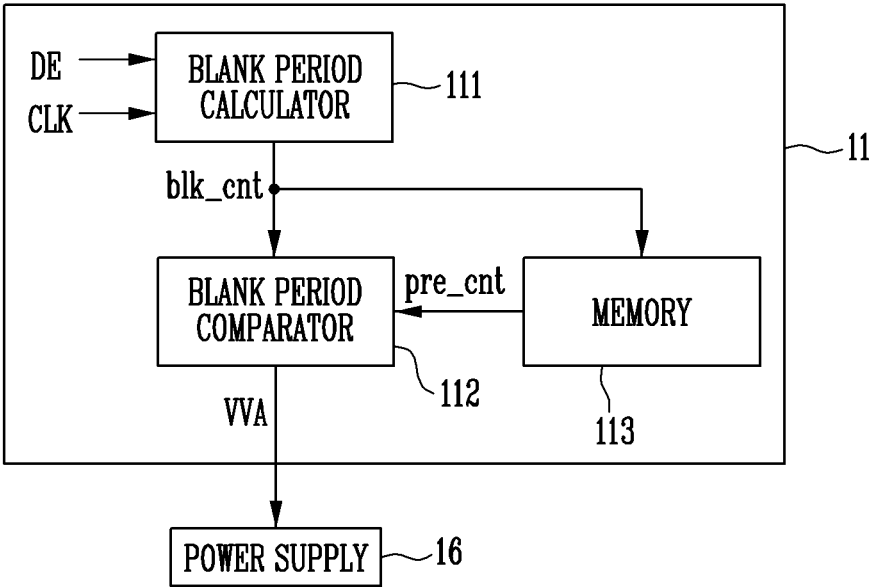 DE
CLK
BLANK PERIOD
CALCULATOR
111
11
blk_cnt
pre_cnt
BLANK PERIOD
COMPARATOR
MEMORY
112
113
VVA
POWER SUPPLY
16